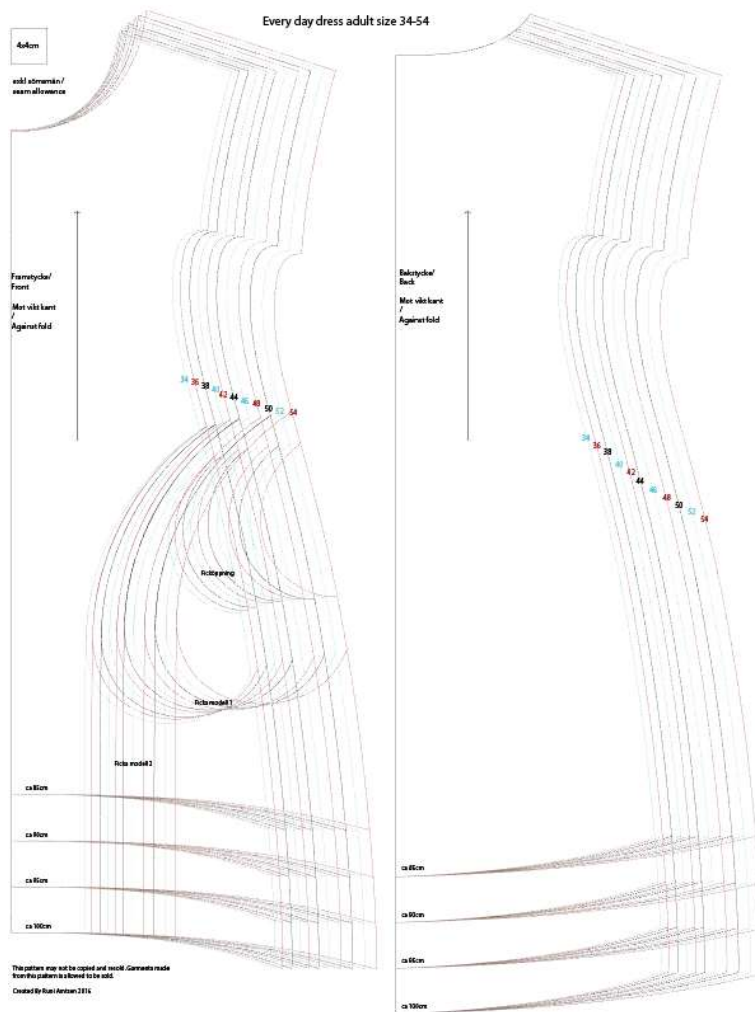 Every day dress adult size 34-54
4x4cm
exkl sömsmån /
seam allowance
Framstycke/
Front
Mot vikt kant
/
Against fold
34 36 38 40 42 44 46 48 50 52 54
Ficköppning
Ficka modell 1
Ficka modell 2
ca 85cm
ca 90cm
ca 95cm
ca 100cm
This pattern may not be copied and resold. Garments made
from this pattern is allowed to be sold.
Bakstycke/
Back
Mot vikt kant
/
Against fold
34 36 38 40 42 44 46 48 50 52 54
ca 85cm
ca 90cm
ca 95cm
ca 100cm